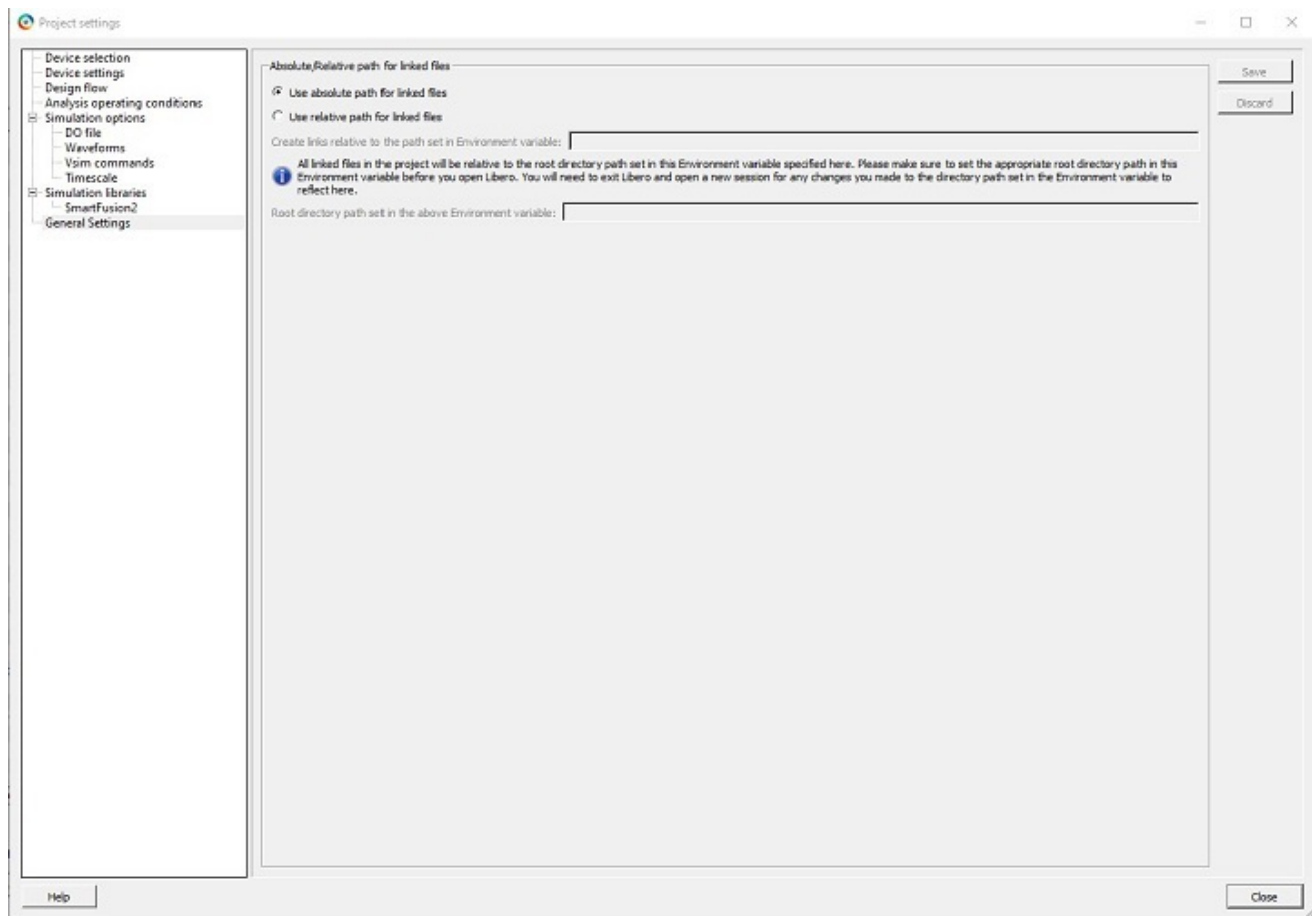 Project settings
Device selection
Device settings
Design flow
Analysis operating conditions
Simulation options
DO file
Waveforms
Vsim commands
Timescale
Simulation libraries
SmartFusion2
General Settings
Absolute/Relative path for linked files
Use absolute path for linked files
Use relative path for linked files
Create links relative to the path set in Environment variable:
All linked files in the project will be relative to the root directory path set in this Environment variable specified here. Please make sure to set the appropriate root directory path in this
Environment variable before you open Libero. You will need to exit Libero and open a new session for any changes you made to the directory path set in the Environment variable to
reflect here.
Root directory path set in the above Environment variable:
Save
Discard
Help
Close